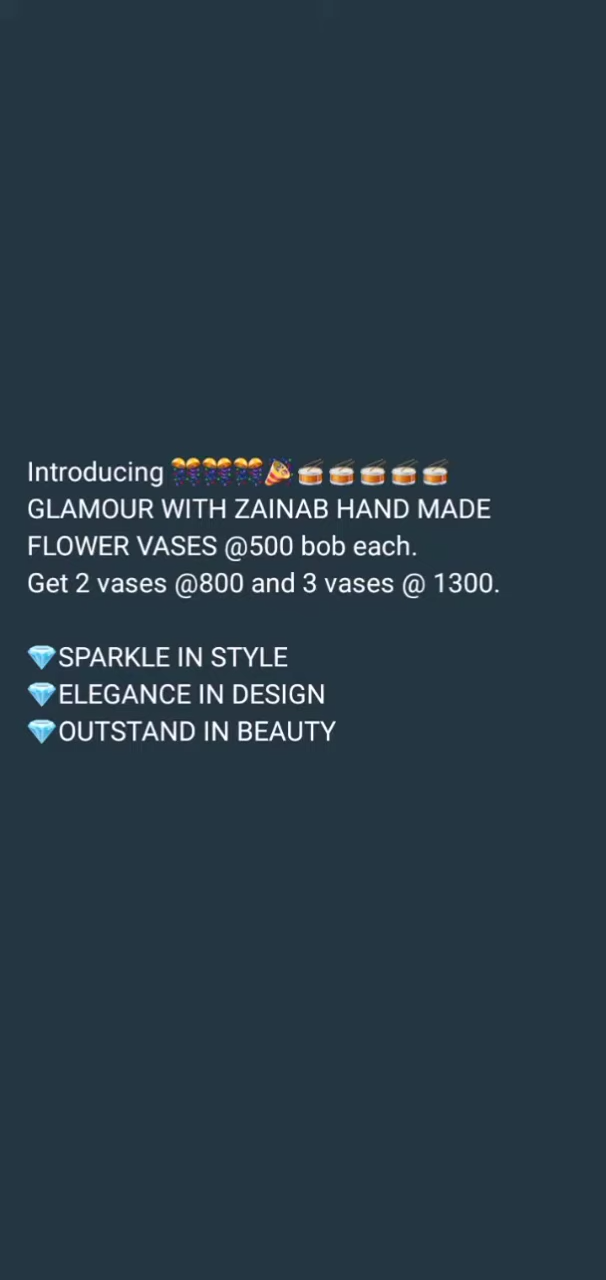 Introducing 🎊🎊🎊🎉🥁🥁🥁🥁🥁
GLAMOUR WITH ZAINAB HAND MADE
FLOWER VASES @500 bob each.
Get 2 vases @800 and 3 vases @ 1300.
💎SPARKLE IN STYLE
💎ELEGANCE IN DESIGN
💎OUTSTAND IN BEAUTY